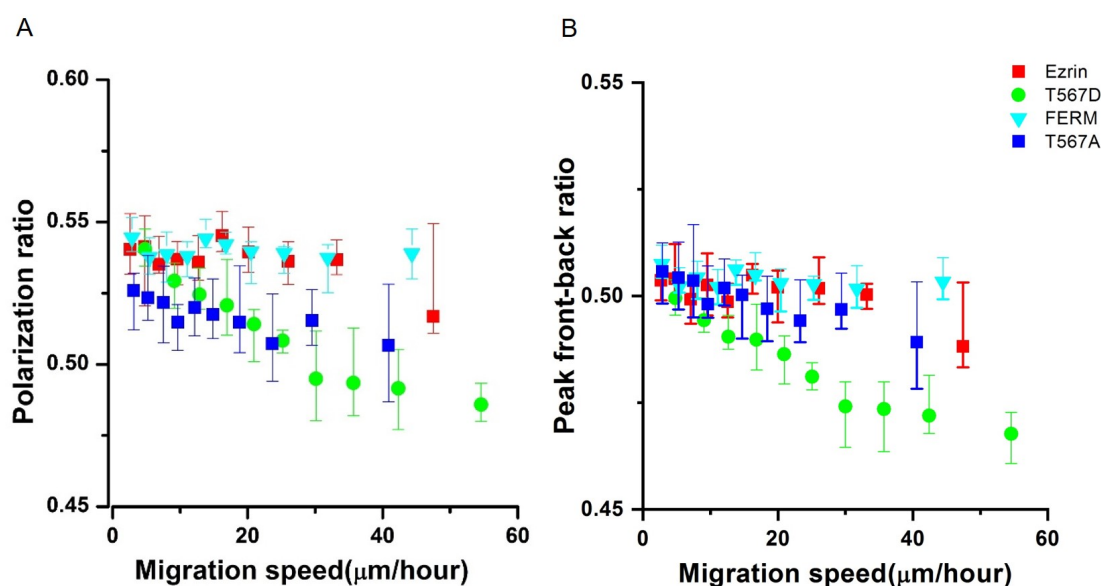 A
0.60
0.55
0.50
0.45
Polarization ratio
0
20
40
60
Migration speed(μm/hour)
B
0.55
0.50
0.45
Peak front-back ratio
0
20
40
60
Migration speed(μm/hour)
Ezrin
T567D
FERM
T567A